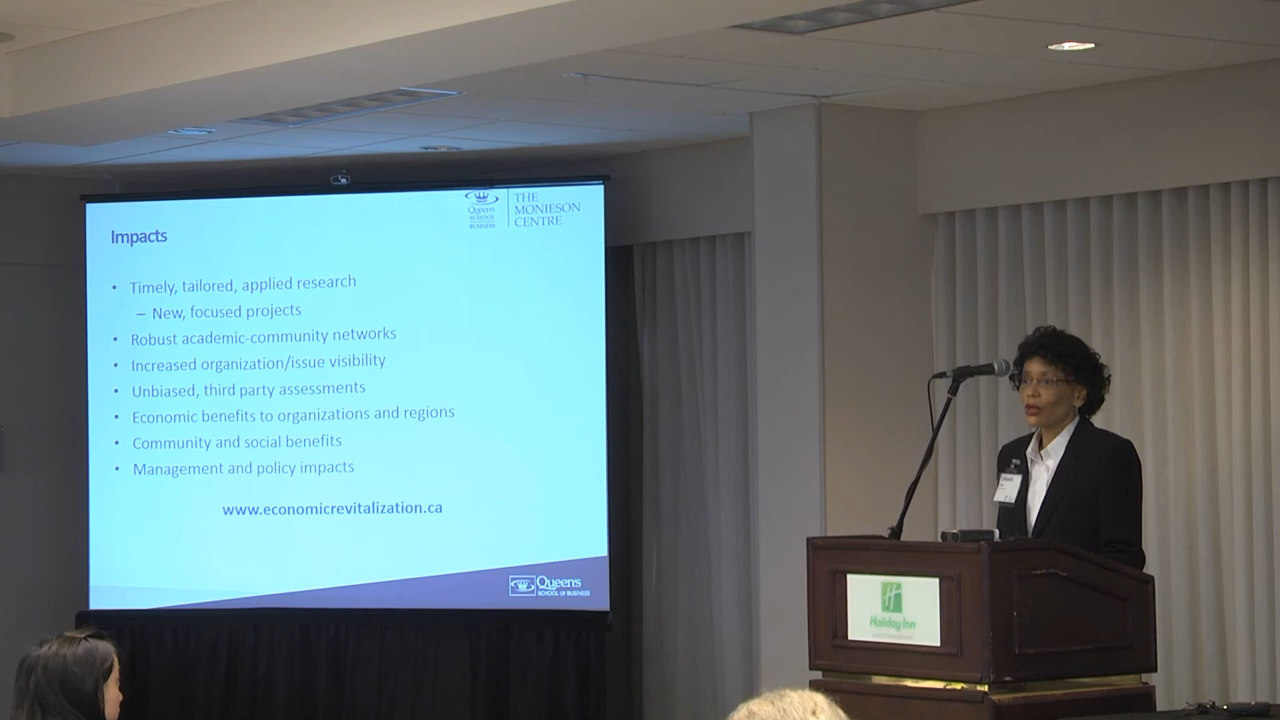 Queen's
SCHOOL OF
BUSINESS
THE
MONIESON
CENTRE
Impacts
• Timely, tailored, applied research
– New, focused projects
• Robust academic-community networks
• Increased organization/issue visibility
• Unbiased, third party assessments
• Economic benefits to organizations and regions
• Community and social benefits
• Management and policy impacts
www.economicrevitalization.ca
Queen's
SCHOOL OF BUSINESS
H
Holiday Inn